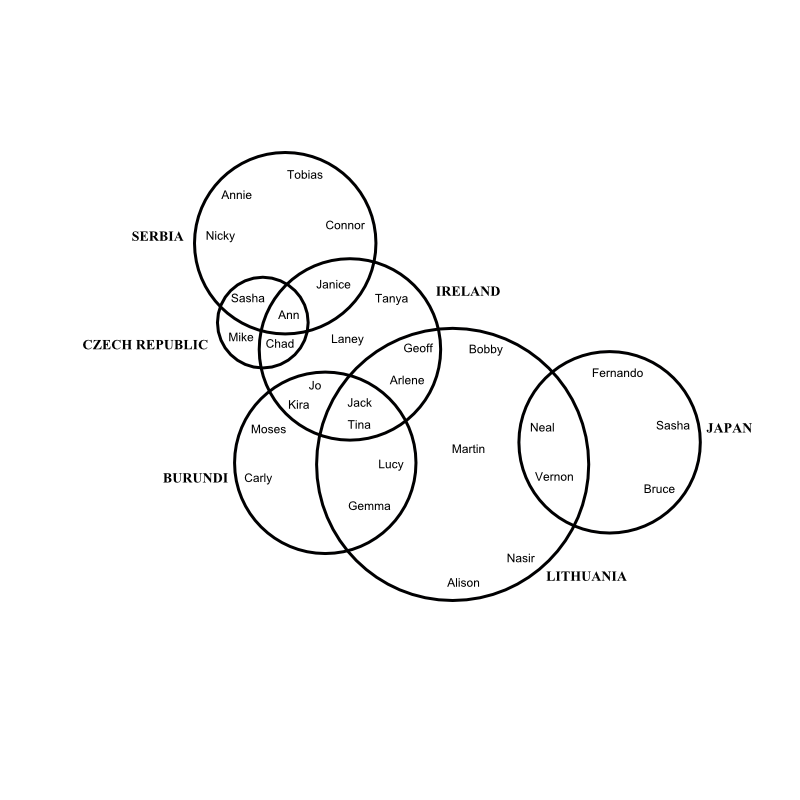 Tobias
Annie
Connor
SERBIA
Nicky
Janice
IRELAND
Sasha
Tanya
Ann
CZECH REPUBLIC
Mike
Chad
Laney
Geoff
Bobby
Arlene
Fernando
Jo
Kira
Jack
Tina
Moses
Neal
Sasha
JAPAN
Martin
Lucy
BURUNDI
Carly
Vernon
Bruce
Gemma
Nasir
LITHUANIA
Alison